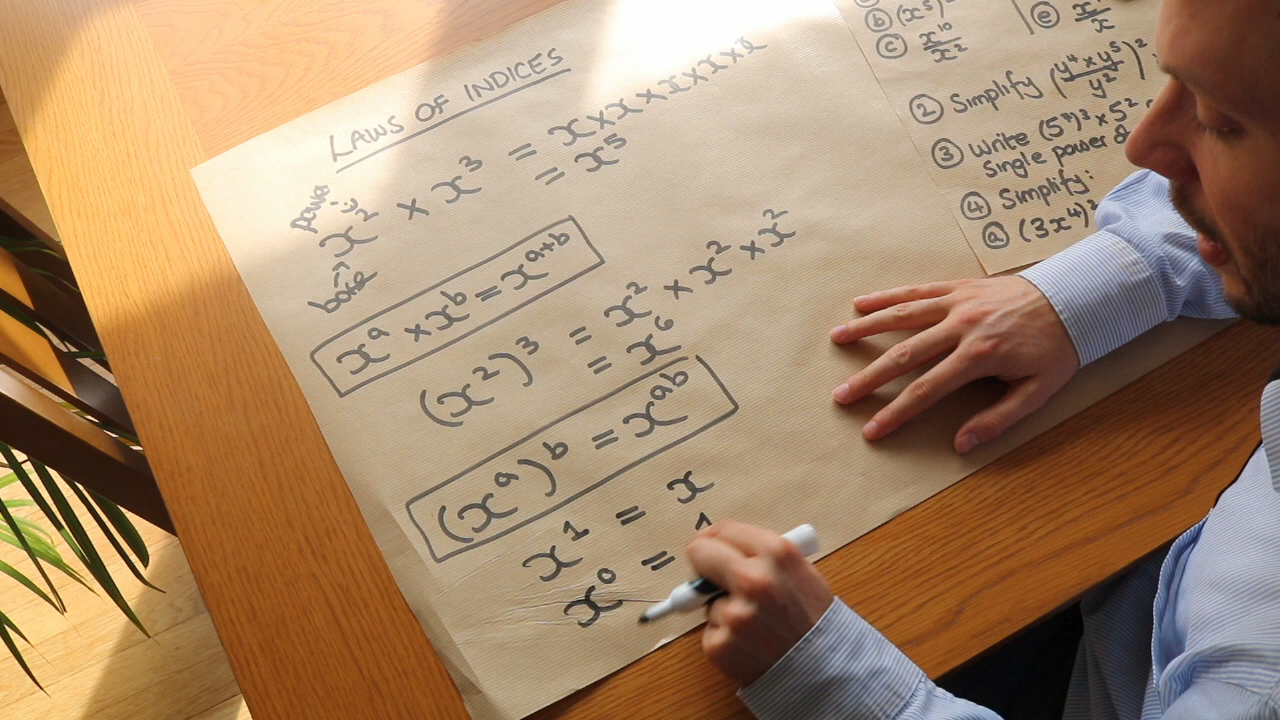 LAWS OF INDICES
power
x² × x³ = x × x × x × x × x
= x⁵
base
xᵃ × xᵇ = xᵃ⁺ᵇ
(x²)³ = x² × x² × x²
= x⁶
(xᵃ)ᵇ = xᵃᵇ
x¹ = x
x⁰ = 1
ⓑ (x⁵)
ⓒ x¹⁰/x²
ⓔ
② Simplify (y⁴ × y⁵/y²)²
③ Write (5⁴)³ × 5²
single power
④ Simplify:
ⓐ (3x⁴)²